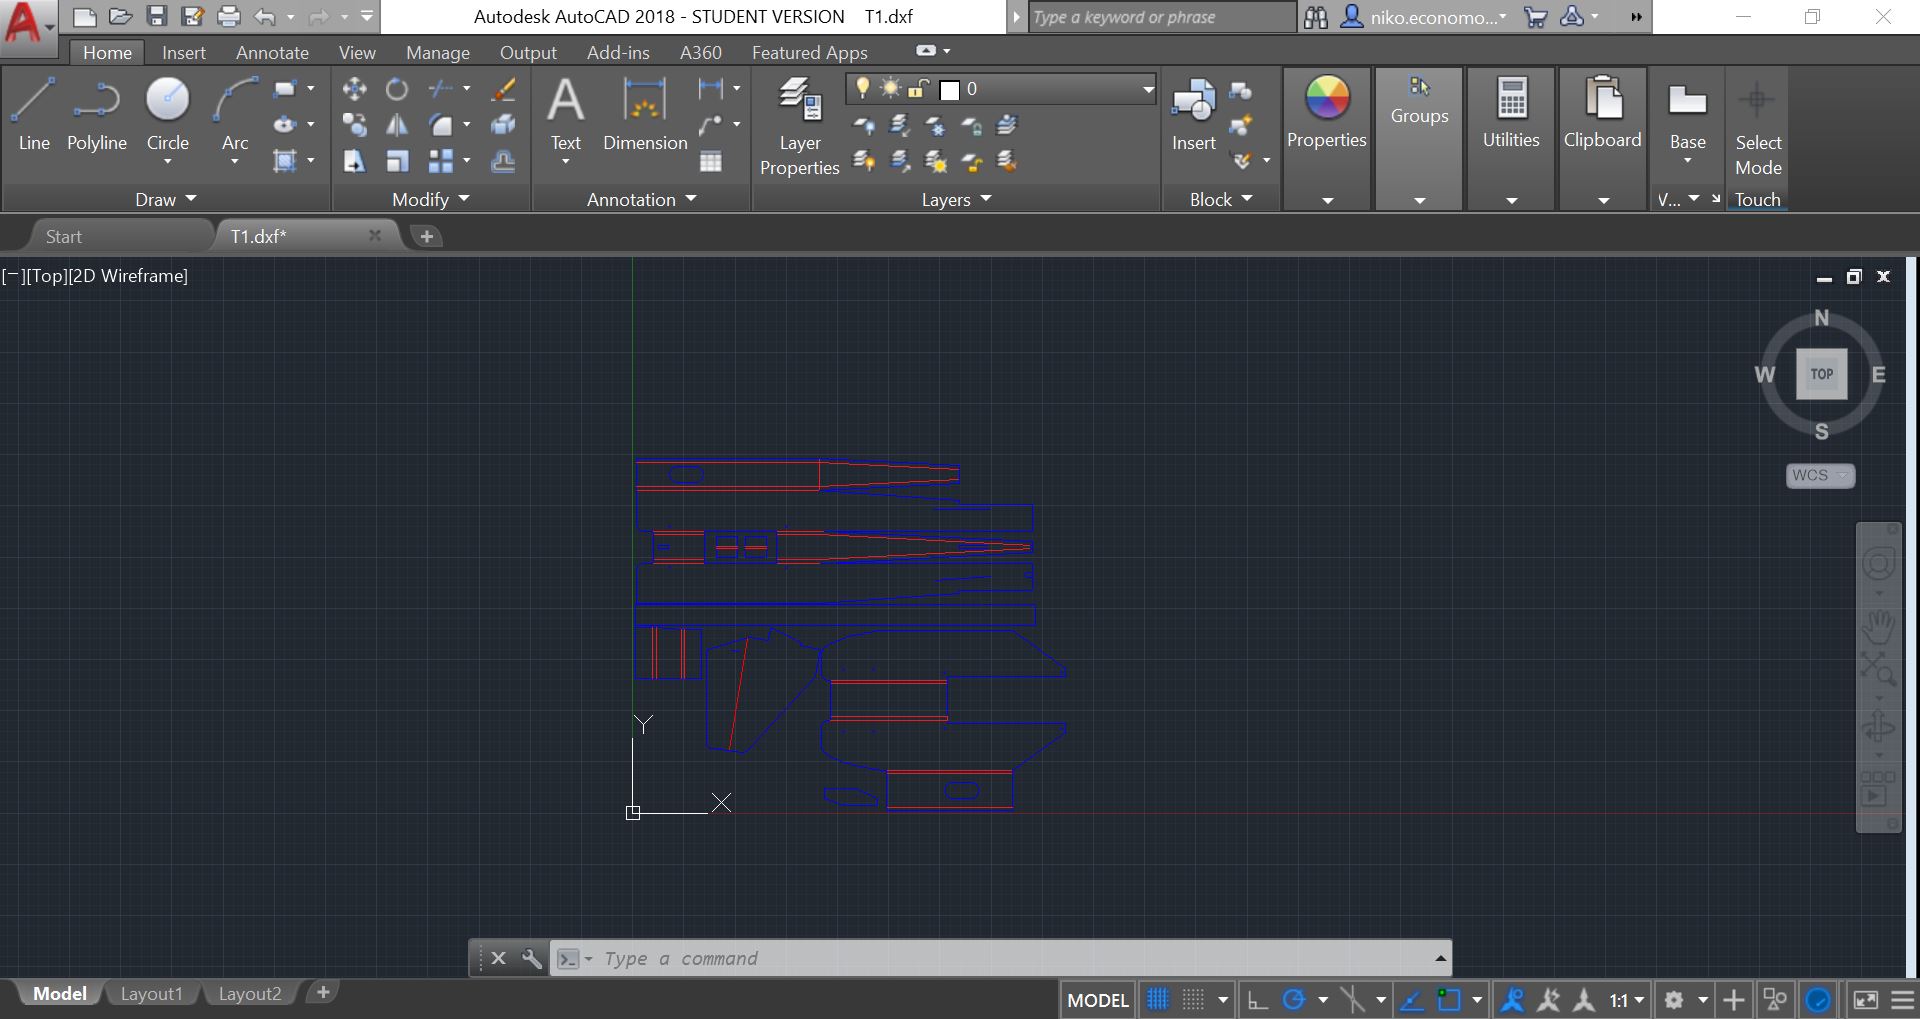 A
Autodesk AutoCAD 2018 - STUDENT VERSION T1.dxf
Type a keyword or phrase
niko.economo...
Home Insert Annotate View Manage Output Add-ins A360 Featured Apps
Line Polyline Circle Arc
A
Text Dimension
Layer Properties
0
Insert
Properties Groups Utilities Clipboard Base
Select Mode
Draw Modify Annotation Layers Block V... Touch
Start T1.dxf*
[−][Top][2D Wireframe]
N
W TOP E
S
WCS
Y
X
Type a command
Model Layout1 Layout2
MODEL 1:1